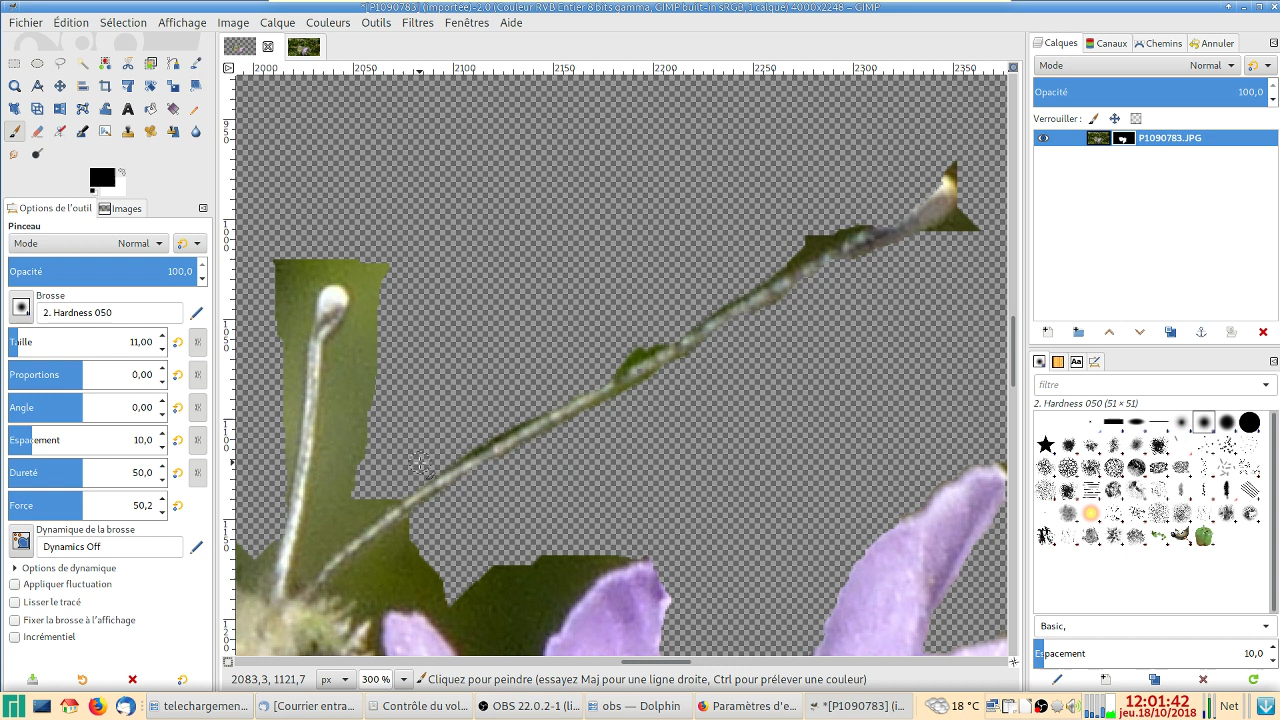 *[P1090783, (importée)-2.0 (Couleur RVB Entier 8 bits gamma, GIMP built-in sRGB, 1 calque) 4000x2248 – GIMP
Fichier Édition Sélection Affichage Image Calque Couleurs Outils Filtres Fenêtres Aide
Options de l'outil Images
Pinceau
Mode Normal
Opacité 100,0
Brosse
2. Hardness 050
Taille 11,00
Proportions 0,00
Angle 0,00
Espacement 10,0
Dureté 50,0
Force 50,2
Dynamique de la brosse
Dynamics Off
Options de dynamique
Appliquer fluctuation
Lisser le tracé
Fixer la brosse à l'affichage
Incrémentiel
2000 2050 2100 2150 2200 2250 2300 2350
950
1000
1050
1100
1150
1200
2083,3, 1121,7 px 300 % Cliquez pour peindre (essayez Maj pour une ligne droite, Ctrl pour prélever une couleur)
Calques Canaux Chemins Annuler
Mode Normal
Opacité 100,0
Verrouiller :
P1090783.JPG
Aa
filtre
2. Hardness 050 (51 × 51)
Basic,
Espacement 10,0
telechargemen... [Courrier entra... Contrôle du vol... OBS 22.0.2-1 (li... obs — Dolphin Paramètres d'e... *[P1090783] (i... 18 °C 12:01:42 Net
jeu.18/10/2018